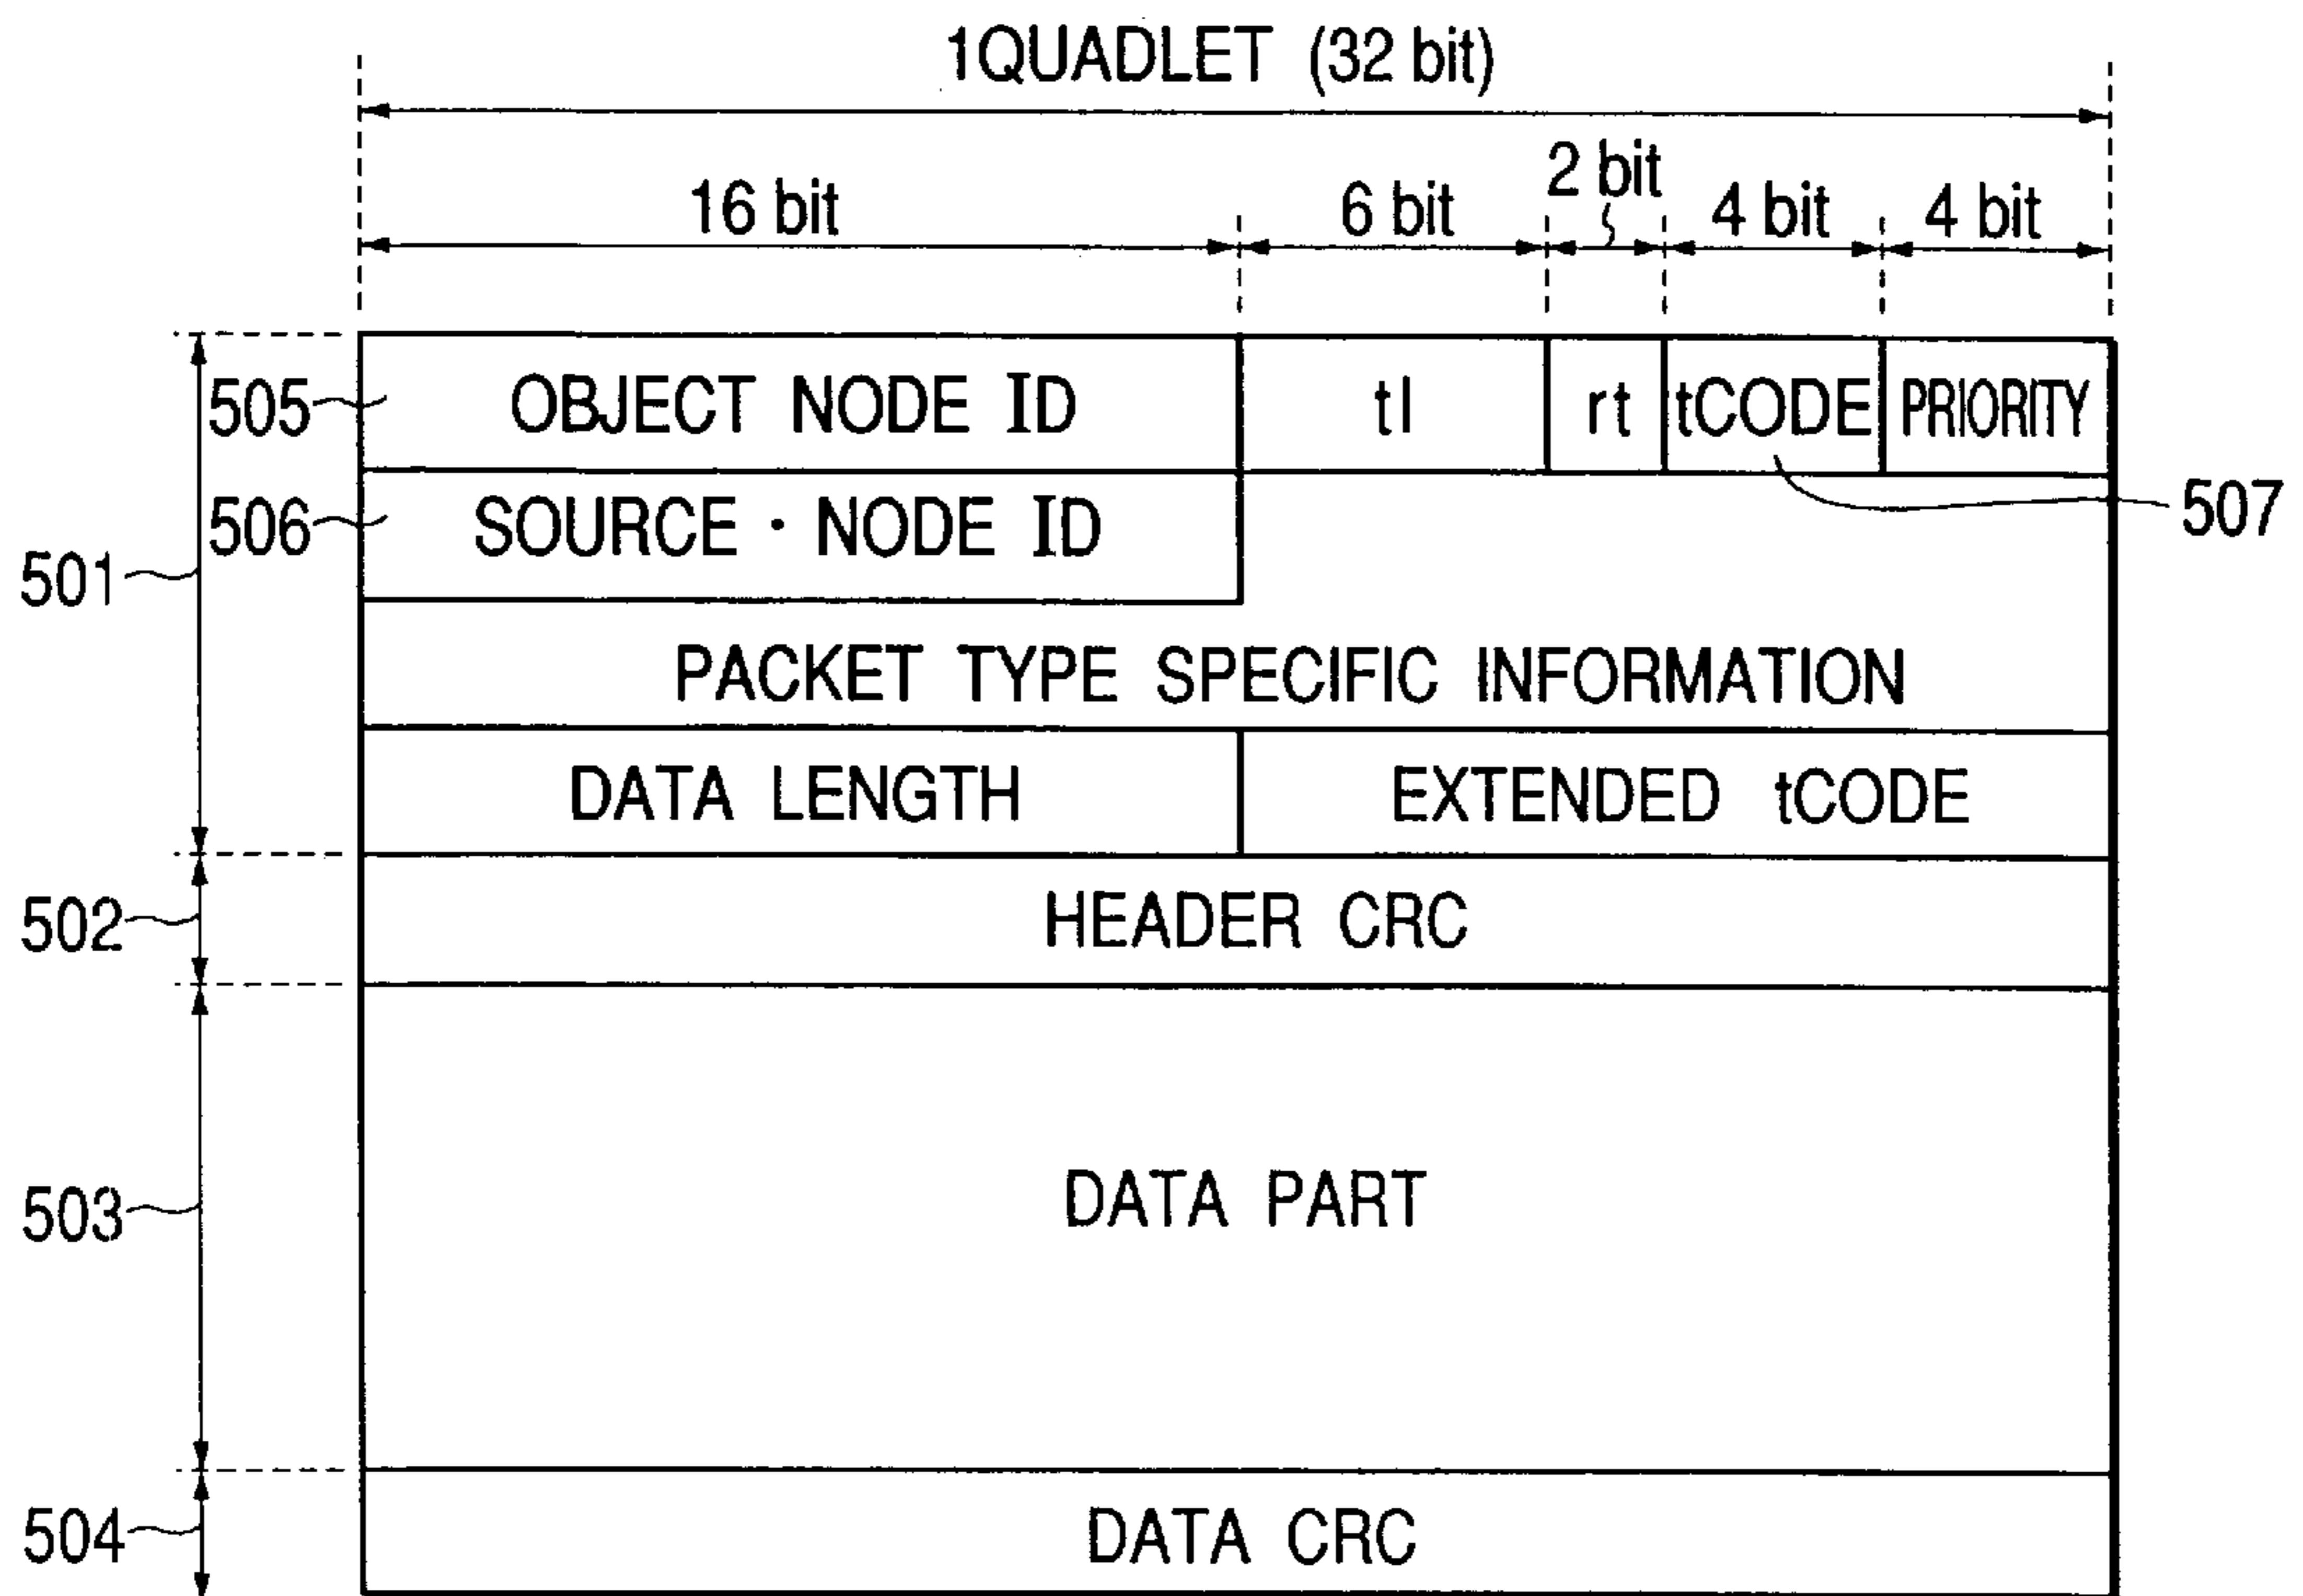 1QUADLET (32 bit)
16 bit
6 bit
2 bit
4 bit
4 bit
505
OBJECT NODE ID
tl
rt
tCODE
PRIORITY
506
SOURCE · NODE ID
507
501
PACKET TYPE SPECIFIC INFORMATION
DATA LENGTH
EXTENDED tCODE
502
HEADER CRC
503
DATA PART
504
DATA CRC